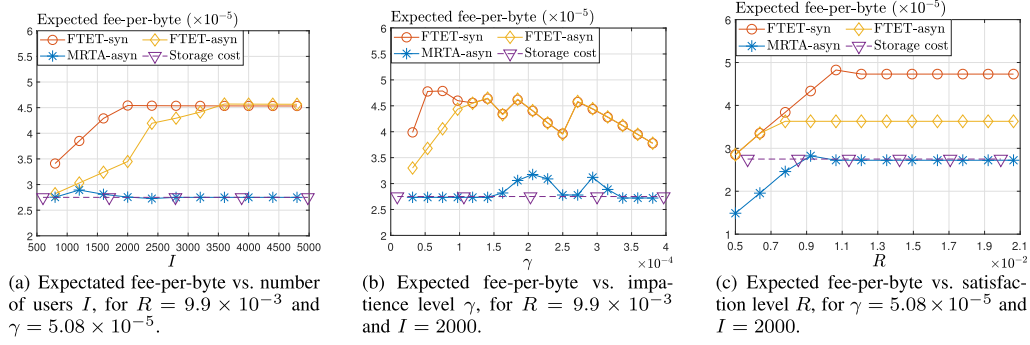 Expected fee-per-byte (×10⁻⁵)
6
5.5
5
4.5
4
3.5
3
2.5
2
FTET-syn
FTET-asyn
MRTA-asyn
Storage cost
500 1000 1500 2000 2500 3000 3500 4000 4500 5000
I
(a) Expectated fee-per-byte vs. number
of users I, for R = 9.9 × 10⁻³ and
γ = 5.08 × 10⁻⁵.
Expected fee-per-byte (×10⁻⁵)
6
5.5
5
4.5
4
3.5
3
2.5
2
FTET-syn
FTET-asyn
MRTA-asyn
Storage cost
0 0.5 1 1.5 2 2.5 3 3.5 4
×10⁻⁴
γ
(b) Expected fee-per-byte vs. impa-
tience level γ, for R = 9.9 × 10⁻³
and I = 2000.
Expected fee-per-byte (×10⁻⁵)
6
5
4
3
2
1
FTET-syn
FTET-asyn
MRTA-asyn
Storage cost
0.5 0.7 0.9 1.1 1.3 1.5 1.7 1.9 2.1
×10⁻²
R
(c) Expected fee-per-byte vs. satisfac-
tion level R, for γ = 5.08 × 10⁻⁵ and
I = 2000.